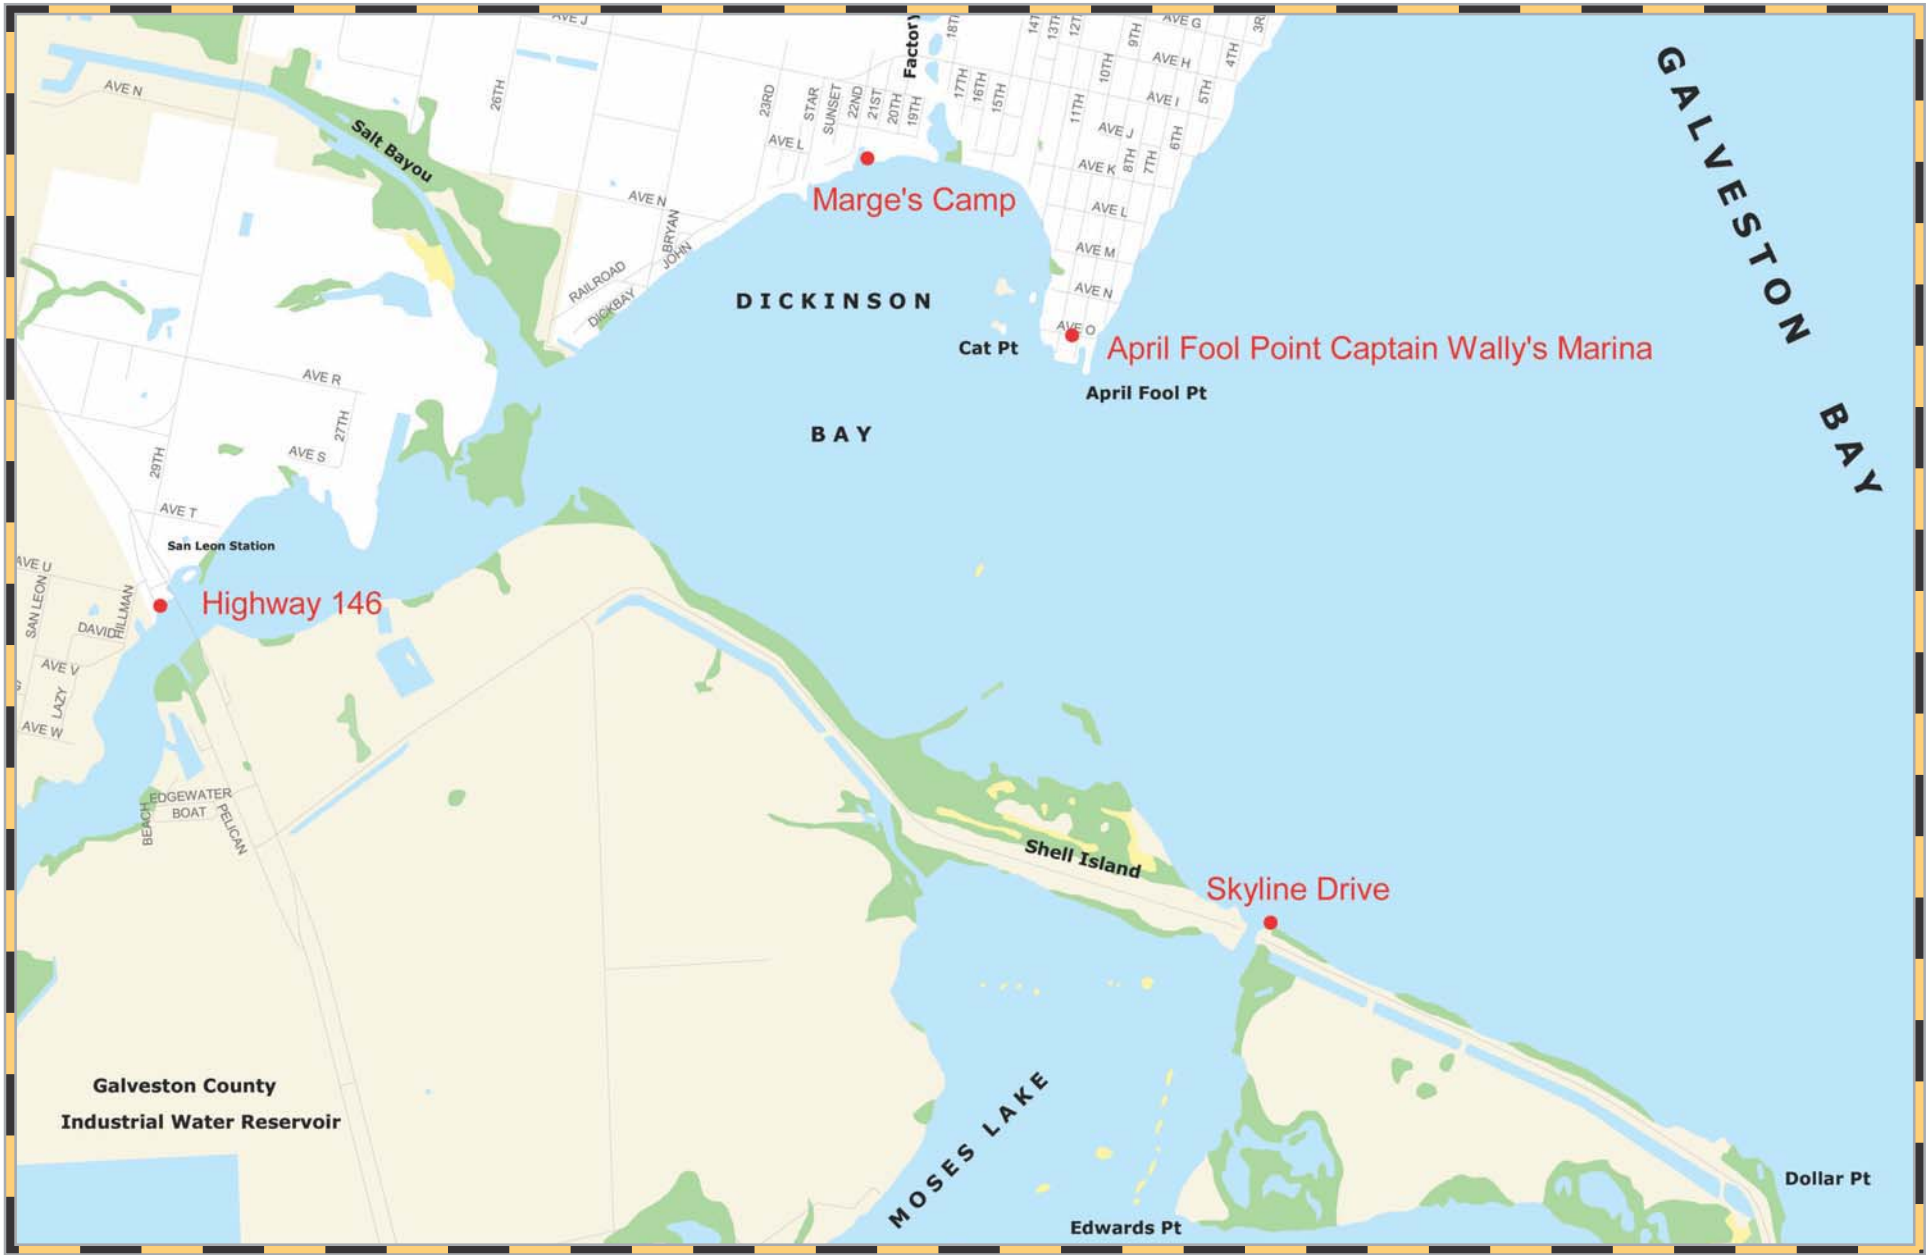 AVE J
Factory
18TH
14T
13TH
12T
9TH
AVE G
3R
4TH
AVE H
10TH
AVE N
26TH
23RD
STAR
SUNSET
22ND
21ST
20TH
19TH
17TH
16TH
15TH
11TH
AVE I
5TH
AVE J
6TH
Salt Bayou
AVE L
AVE K
8TH
7TH
Marge's Camp
AVE N
BRYAN
JOHN
AVE L
AVE M
RAILROAD
DICKBAY
DICKINSON
BAY
AVE N
AVE O
Cat Pt
April Fool Point Captain Wally's Marina
April Fool Pt
GALVESTON BAY
AVE R
27TH
AVE S
29TH
AVE T
San Leon Station
AVE U
SAN LEON
HILLMAN
Highway 146
DAVID
AVE V
LAZY
AVE W
EDGEWATER
BOAT
BEACH
PELICAN
Shell Island
Skyline Drive
Galveston County
Industrial Water Reservoir
MOSES LAKE
Dollar Pt
Edwards Pt